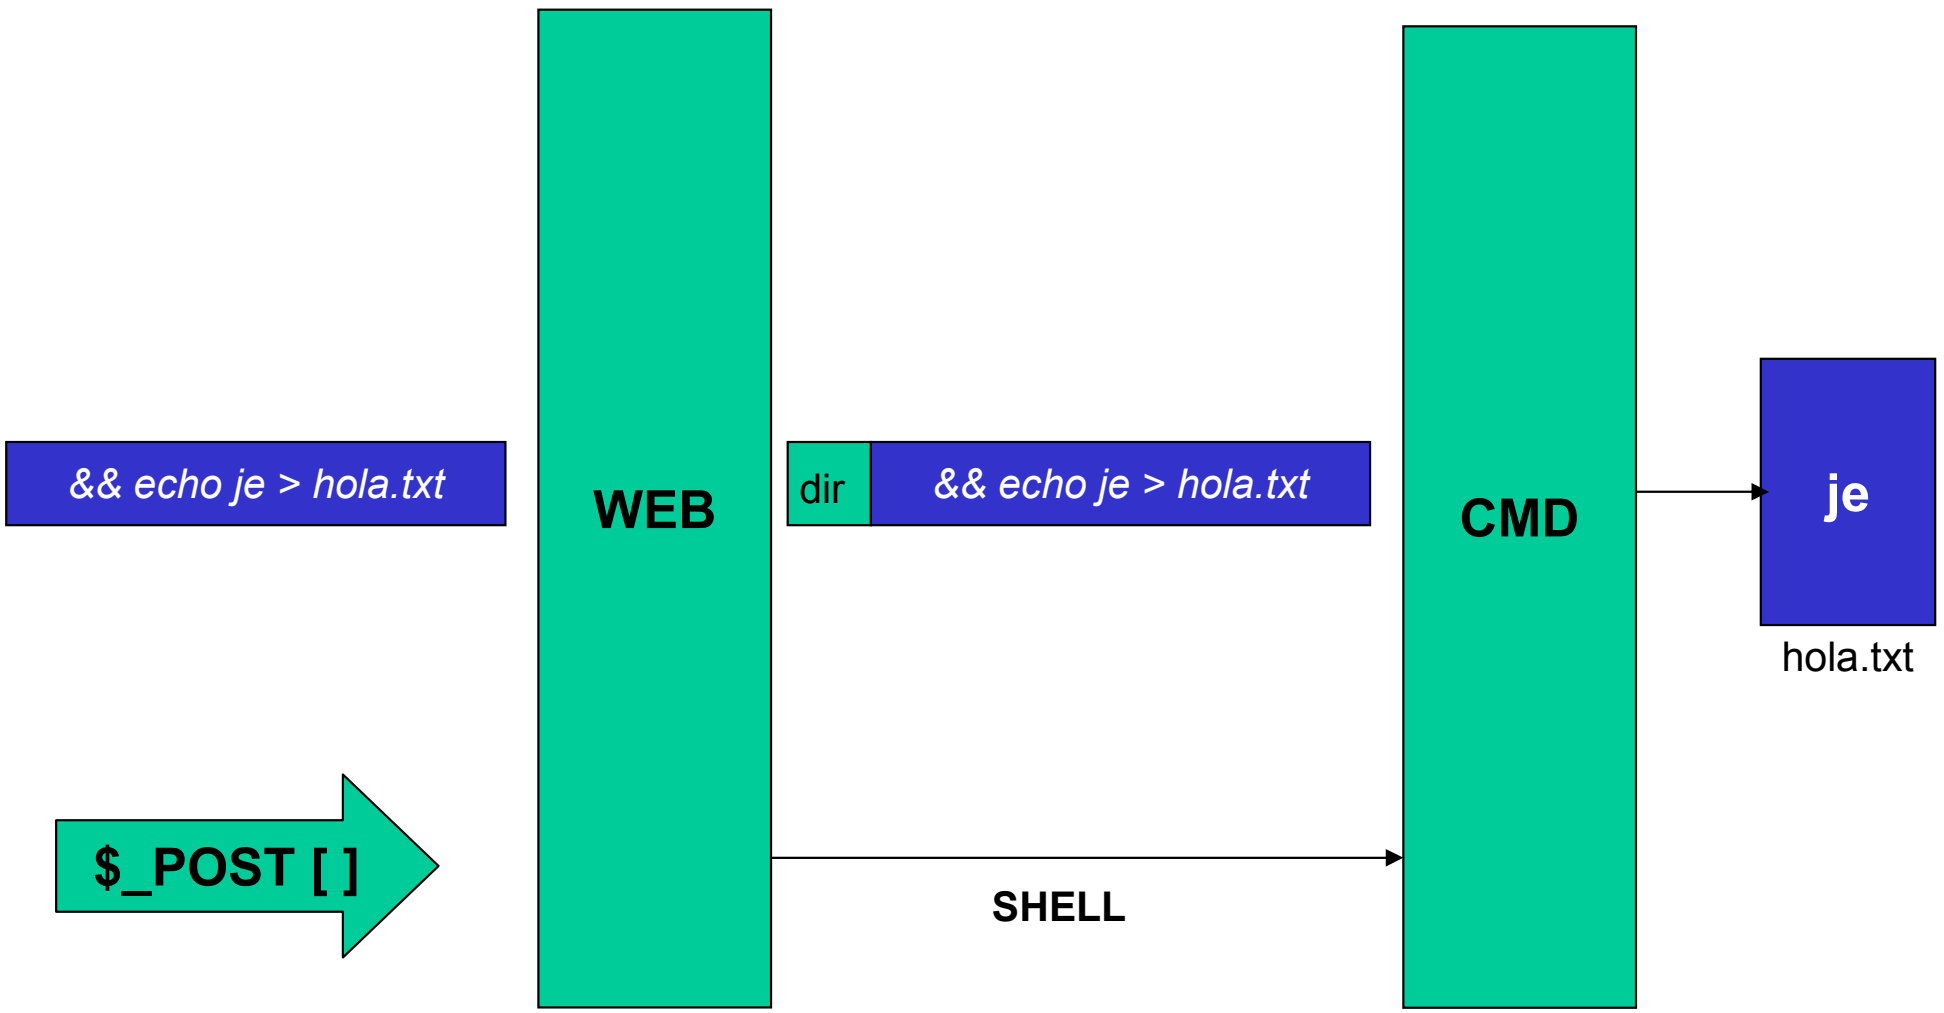 && echo je > hola.txt
WEB
dir
&& echo je > hola.txt
CMD
je
hola.txt
$_POST [ ]
SHELL